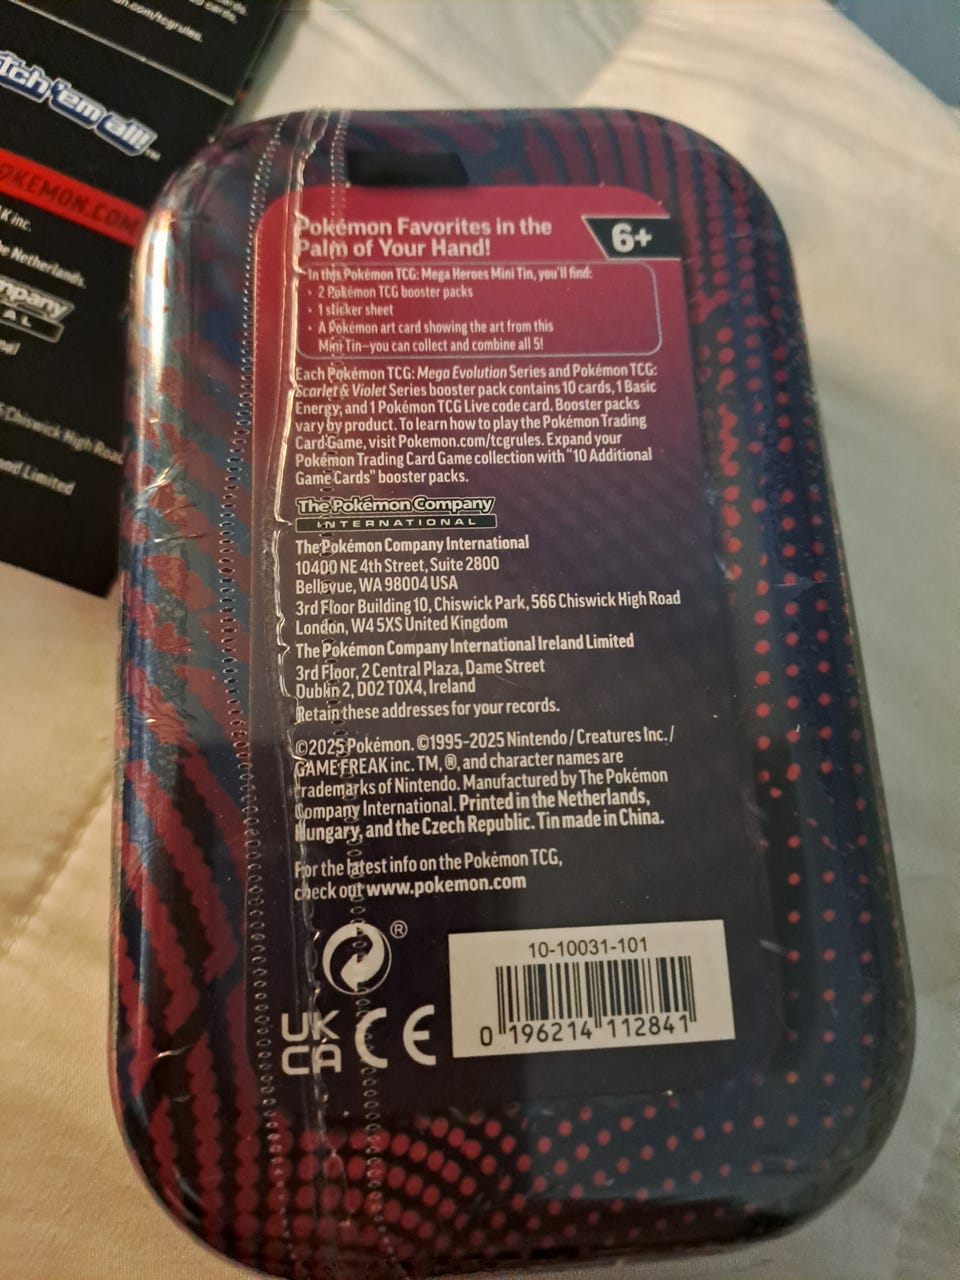 cards.
.com/tcgrules.
tch 'em all!™
POKEMON.COM
K inc.
he Netherlands.
mpany
AL
Chiswick High Road
and Limited
Pokémon Favorites in the
Palm of Your Hand!
6+
In this Pokémon TCG: Mega Heroes Mini Tin, you'll find:
• 2 Pokémon TCG booster packs
• 1 sticker sheet
• A Pokémon art card showing the art from this
Mini Tin—you can collect and combine all 5!
Each Pokémon TCG: Mega Evolution Series and Pokémon TCG:
Scarlet & Violet Series booster pack contains 10 cards, 1 Basic
Energy, and 1 Pokémon TCG Live code card. Booster packs
vary by product. To learn how to play the Pokémon Trading
Card Game, visit Pokemon.com/tcgrules. Expand your
Pokémon Trading Card Game collection with "10 Additional
Game Cards" booster packs.
The Pokémon Company
INTERNATIONAL
The Pokémon Company International
10400 NE 4th Street, Suite 2800
Bellevue, WA 98004 USA
3rd Floor Building 10, Chiswick Park, 566 Chiswick High Road
London, W4 5XS United Kingdom
The Pokémon Company International Ireland Limited
3rd Floor, 2 Central Plaza, Dame Street
Dublin 2, D02 T0X4, Ireland
Retain these addresses for your records.
©2025 Pokémon. ©1995–2025 Nintendo / Creatures Inc. /
GAME FREAK inc. TM, ®, and character names are
trademarks of Nintendo. Manufactured by The Pokémon
Company International. Printed in the Netherlands,
Hungary, and the Czech Republic. Tin made in China.
For the latest info on the Pokémon TCG,
check out www.pokemon.com
®
UK
CA
CE
10-10031-101
0 196214 112841